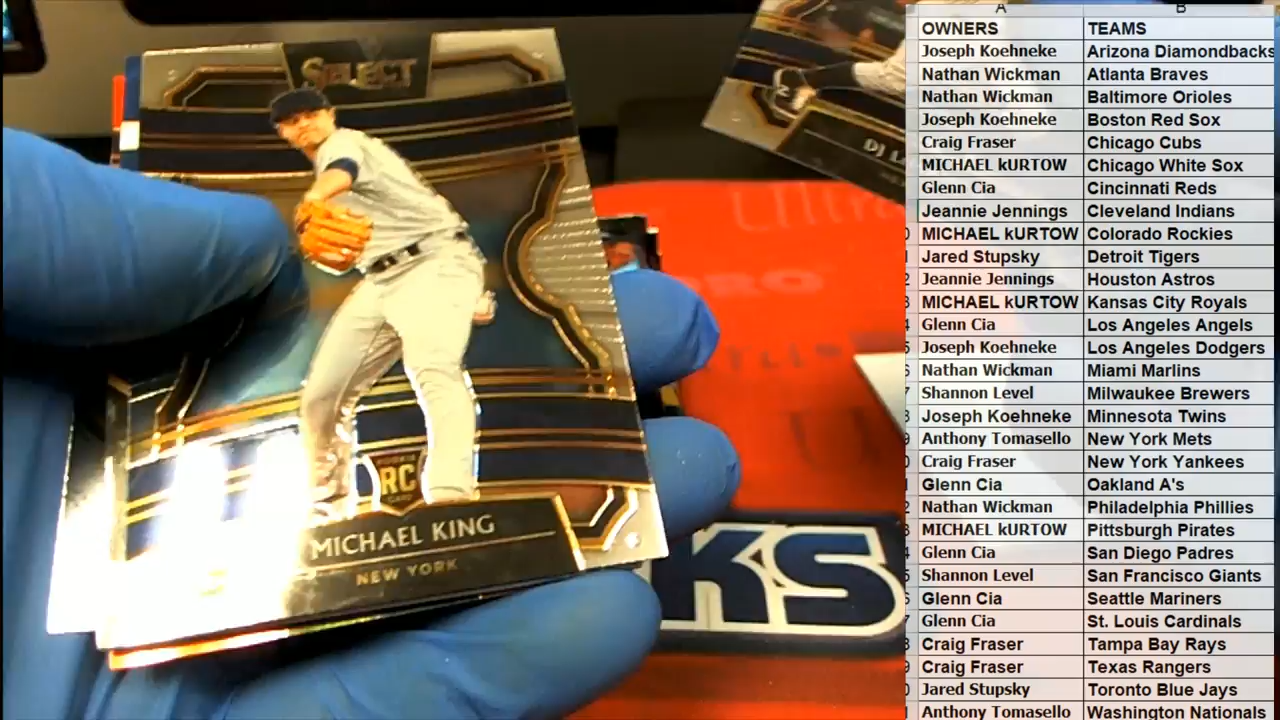 SELECT
ROOKIE
RC
CARD
MICHAEL KING
NEW YORK
DJ
KS
A B
OWNERS TEAMS
Joseph Koehneke Arizona Diamondbacks
Nathan Wickman Atlanta Braves
Nathan Wickman Baltimore Orioles
Joseph Koehneke Boston Red Sox
Craig Fraser Chicago Cubs
MICHAEL kURTOW Chicago White Sox
Glenn Cia Cincinnati Reds
Jeannie Jennings Cleveland Indians
MICHAEL kURTOW Colorado Rockies
Jared Stupsky Detroit Tigers
Jeannie Jennings Houston Astros
MICHAEL kURTOW Kansas City Royals
Glenn Cia Los Angeles Angels
Joseph Koehneke Los Angeles Dodgers
Nathan Wickman Miami Marlins
Shannon Level Milwaukee Brewers
Joseph Koehneke Minnesota Twins
Anthony Tomasello New York Mets
Craig Fraser New York Yankees
Glenn Cia Oakland A's
Nathan Wickman Philadelphia Phillies
MICHAEL kURTOW Pittsburgh Pirates
Glenn Cia San Diego Padres
Shannon Level San Francisco Giants
Glenn Cia Seattle Mariners
Glenn Cia St. Louis Cardinals
Craig Fraser Tampa Bay Rays
Craig Fraser Texas Rangers
Jared Stupsky Toronto Blue Jays
Anthony Tomasello Washington Nationals